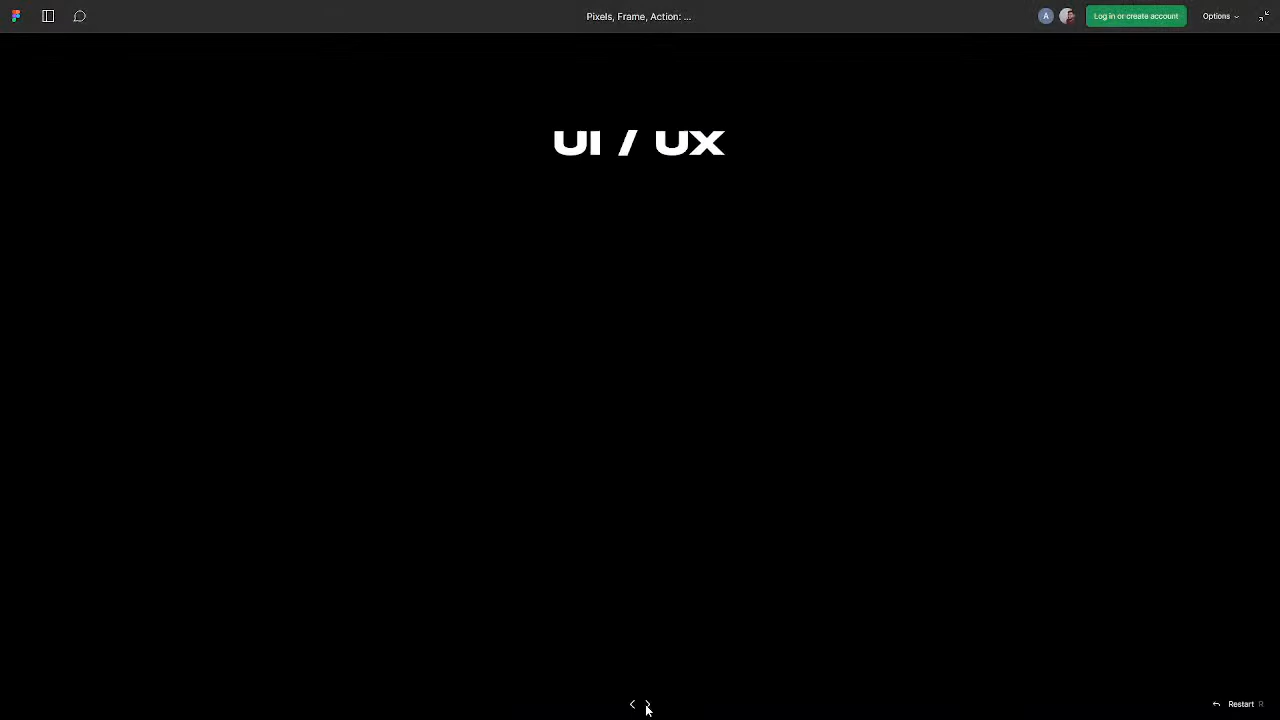 Pixels, Frame, Action: ...
A
Log in or create account
Options
UI / UX
Restart R